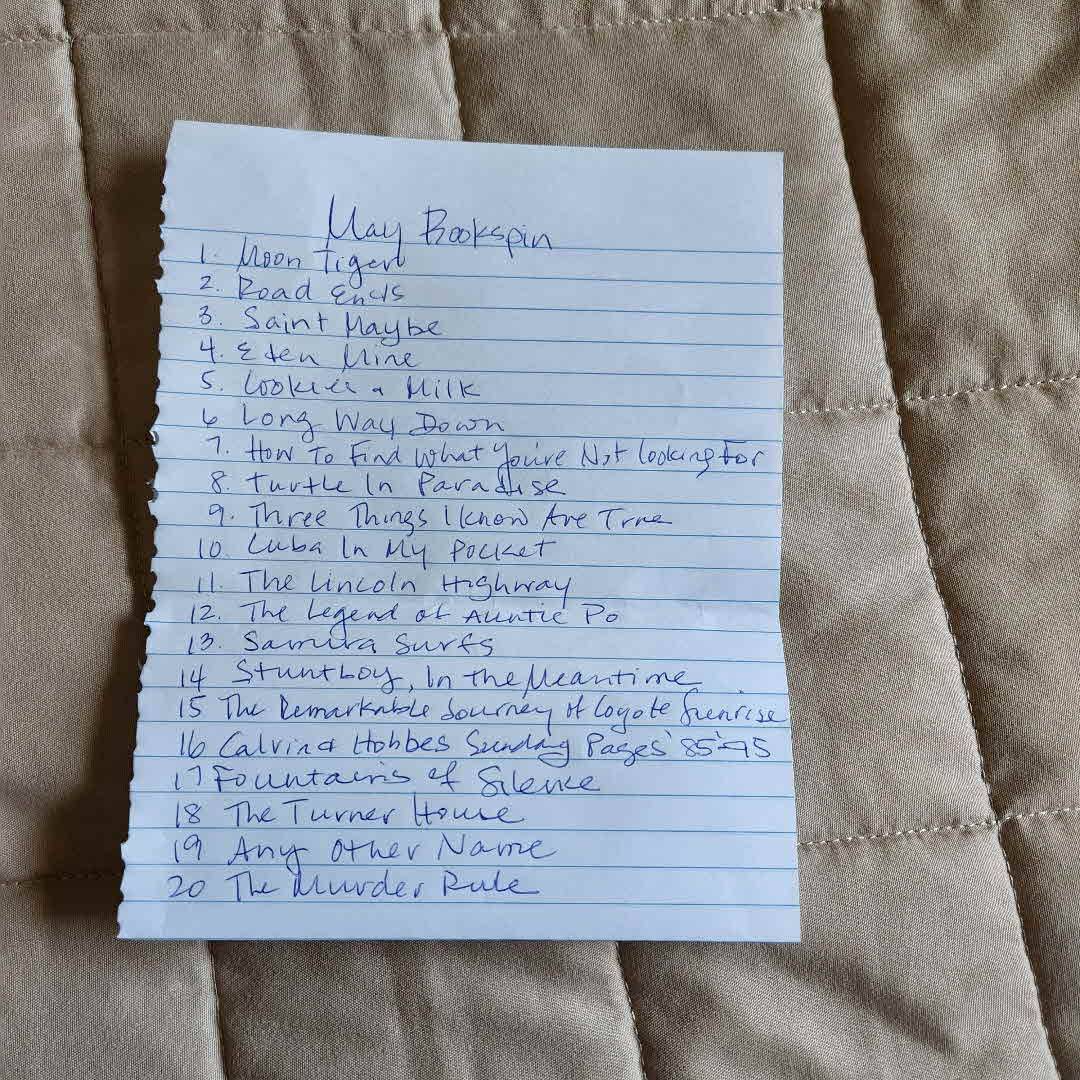 May Bookspin
1. Moon Tiger
2. Road Ends
3. Saint Maybe
4. Eden Mine
5. Cookies & Milk
6 Long Way Down
7. How To Find What You're Not Looking For
8. Turtle In Paradise
9. Three Things I Know Are True
10. Cuba In My Pocket
11. The Lincoln Highway
12. The Legend of Auntie Po
13. Samira Surfs
14 Stuntboy, In the Meantime
15 The Remarkable Journey of Coyote Sunrise
16 Calvin & Hobbes Sunday Pages '85-'95
17 Fountains of Silence
18 The Turner House
19 Any Other Name
20 The Murder Rule